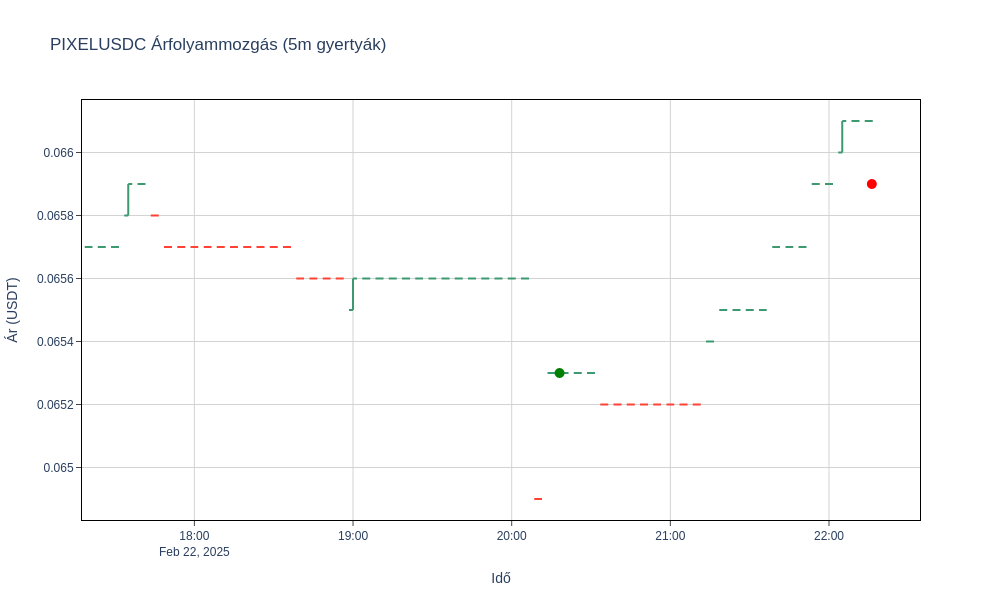 PIXELUSDC Árfolyammozgás (5m gyertyák)
0.066
0.0658
0.0656
0.0654
0.0652
0.065
Ár (USDT)
18:00
19:00
20:00
21:00
22:00
Feb 22, 2025
Idő